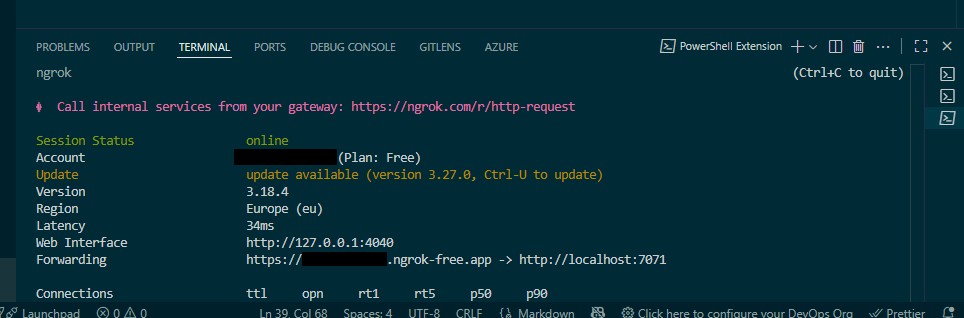 PROBLEMS OUTPUT TERMINAL PORTS DEBUG CONSOLE GITLENS AZURE PowerShell Extension
ngrok (Ctrl+C to quit)
Call internal services from your gateway: https://ngrok.com/r/http-request
Session Status online
Account (Plan: Free)
Update update available (version 3.27.0, Ctrl-U to update)
Version 3.18.4
Region Europe (eu)
Latency 34ms
Web Interface http://127.0.0.1:4040
Forwarding https:// .ngrok-free.app -> http://localhost:7071
Connections ttl opn rt1 rt5 p50 p90
Launchpad 0 0 Ln 39, Col 68 Spaces: 4 UTF-8 CRLF {} Markdown Click here to configure your DevOps Org Prettier